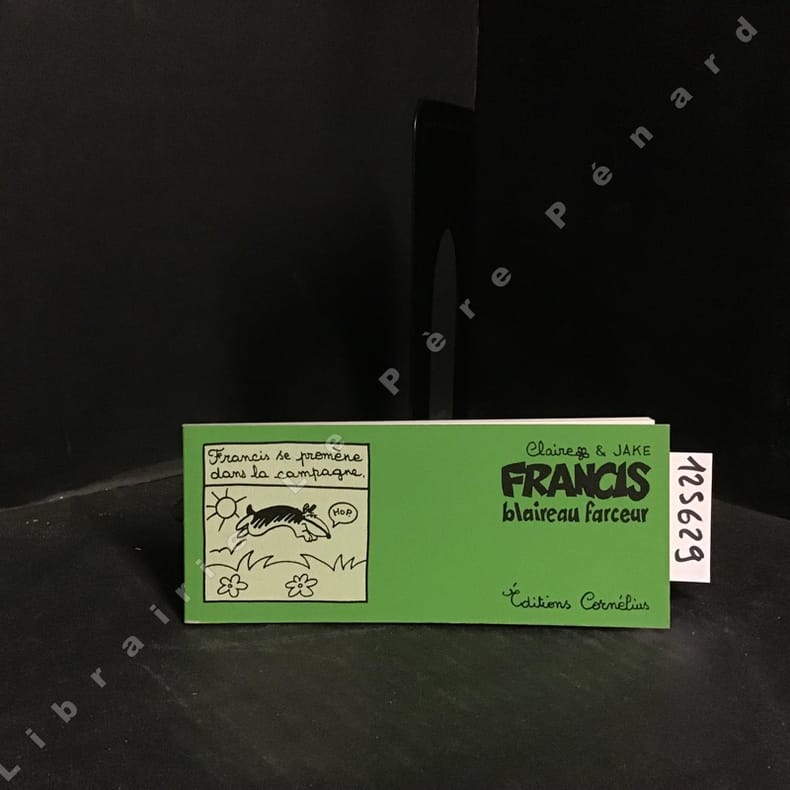 Librairie Le Père Pénard
Francis se promène
dans la campagne.
HOP
Claire & JAKE
FRANCIS
blaireau farceur
Éditions Cornélius
125629